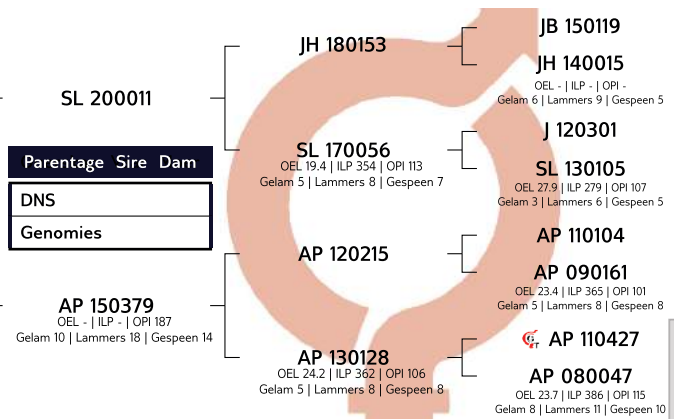 JB 150119
JH 180153
JH 140015
OEL - | ILP - | OPI -
Gelam 6 | Lammers 9 | Gespeen 5
SL 200011
J 120301
SL 170056
OEL 19.4 | ILP 354 | OPI 113
Gelam 5 | Lammers 8 | Gespeen 7
SL 130105
OEL 27.9 | ILP 279 | OPI 107
Gelam 3 | Lammers 6 | Gespeen 5
Parentage Sire Dam
DNS
Genomies
AP 110104
AP 120215
AP 090161
OEL 23.4 | ILP 365 | OPI 101
Gelam 5 | Lammers 8 | Gespeen 8
AP 150379
OEL - | ILP - | OPI 187
Gelam 10 | Lammers 18 | Gespeen 14
AP 110427
AP 130128
OEL 24.2 | ILP 362 | OPI 106
Gelam 5 | Lammers 8 | Gespeen 8
AP 080047
OEL 23.7 | ILP 386 | OPI 115
Gelam 8 | Lammers 11 | Gespeen 10